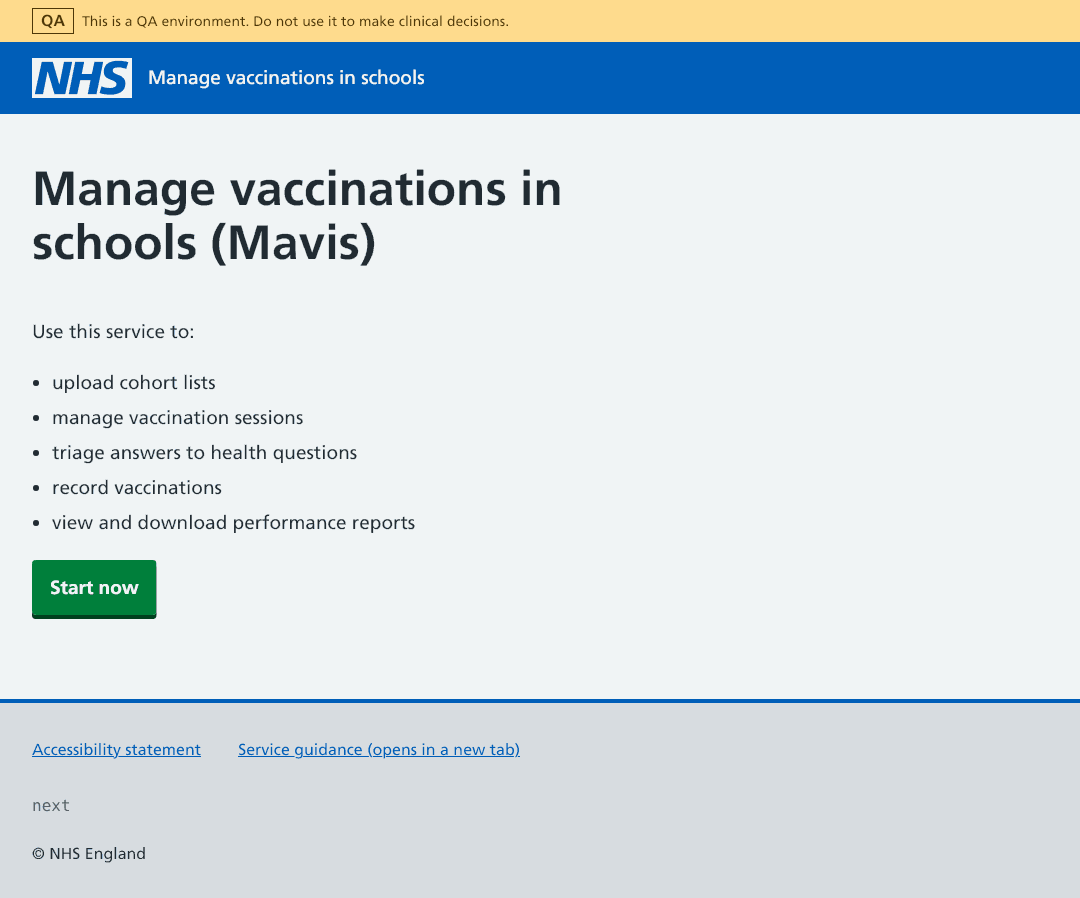 QA This is a QA environment. Do not use it to make clinical decisions.
NHS Manage vaccinations in schools
Manage vaccinations in
schools (Mavis)
Use this service to:
• upload cohort lists
• manage vaccination sessions
• triage answers to health questions
• record vaccinations
• view and download performance reports
Start now
Accessibility statement Service guidance (opens in a new tab)
next
© NHS England